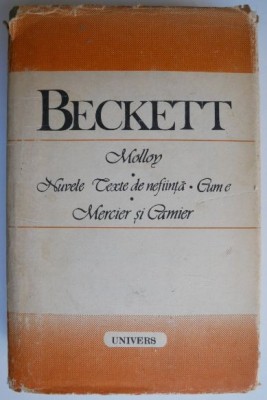 BECKETT
Molloy
•
Nuvele Texte de neființă • Cum e
•
Mercier și Camier
UNIVERS